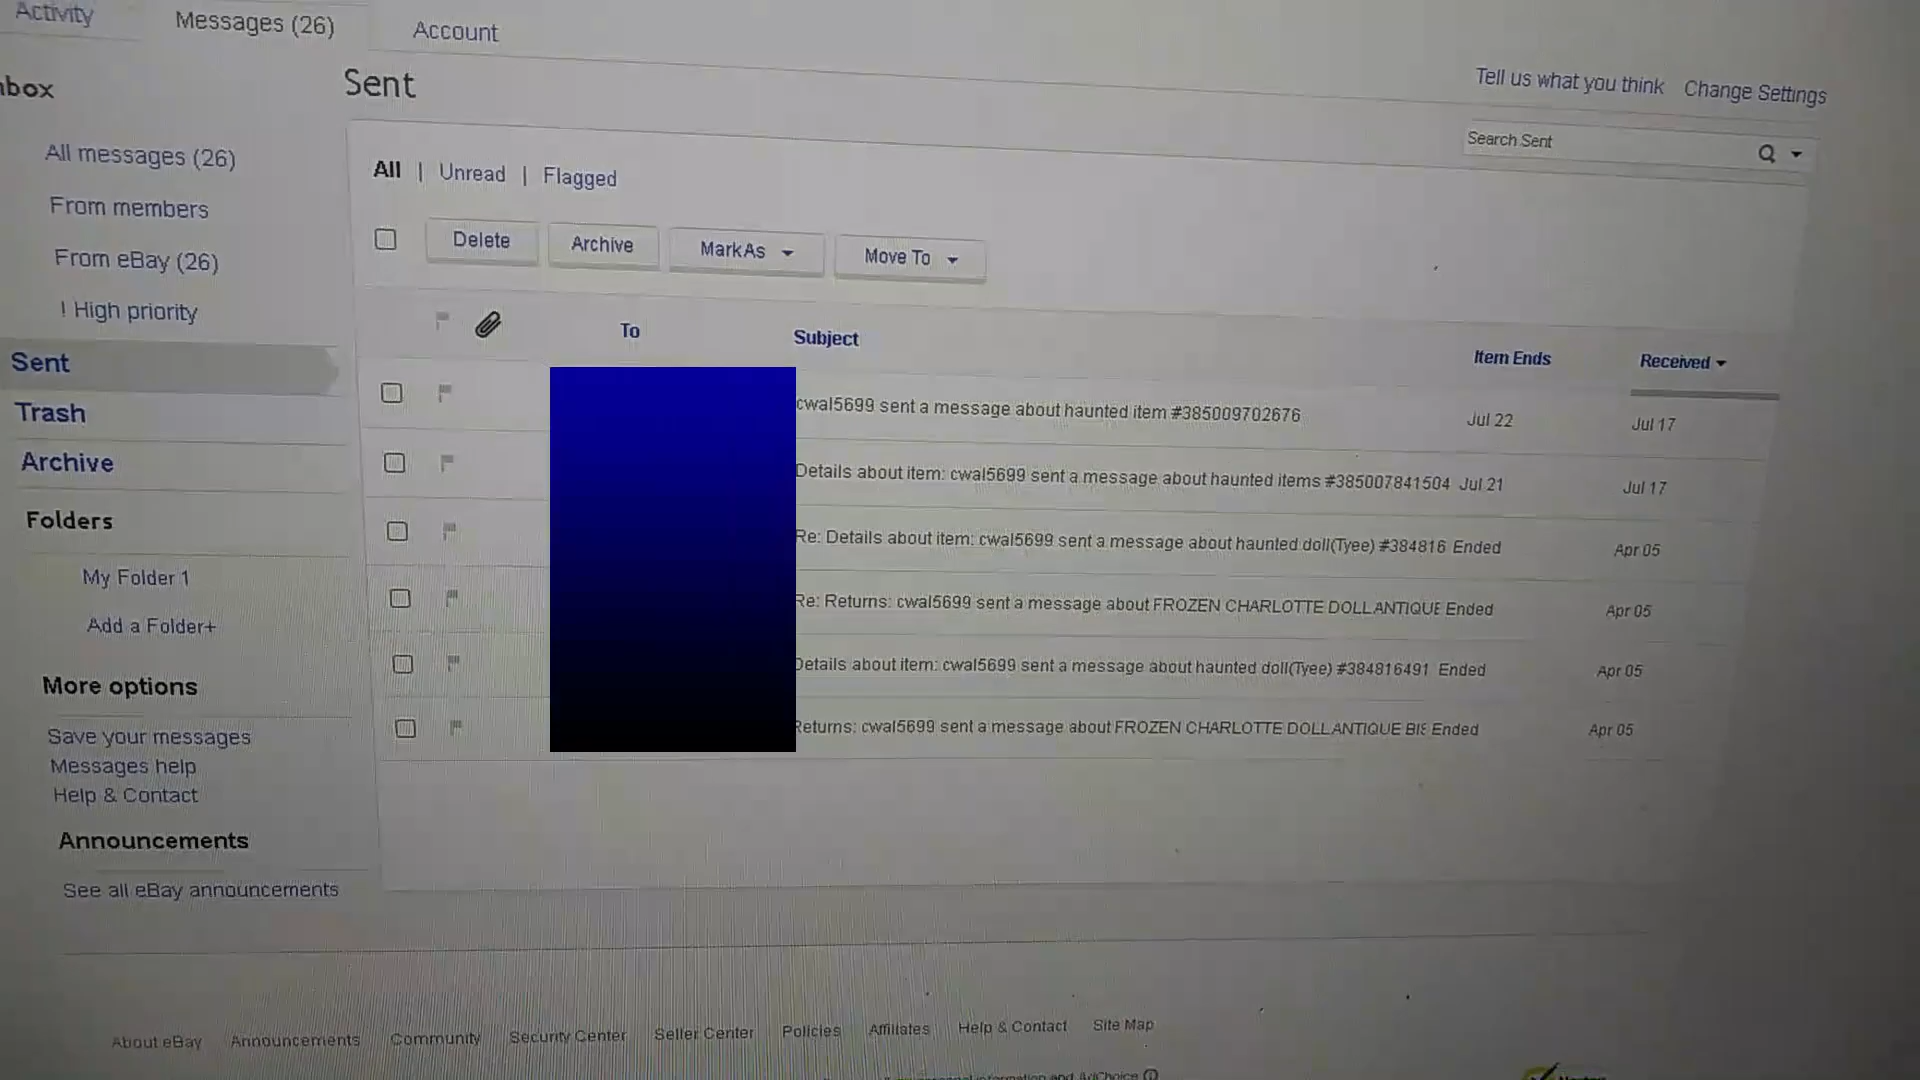 Activity Messages (26) Account
Tell us what you think Change Settings
Sent
Search Sent
All messages (26)
From members
From eBay (26)
! High priority
Sent
Trash
Archive
Folders
My Folder 1
Add a Folder+
More options
Save your messages
Messages help
Help & Contact
Announcements
See all eBay announcements
All | Unread | Flagged
Delete Archive MarkAs Move To
To Subject Item Ends Received
cwal5699 sent a message about haunted item #385009702676 Jul 22 Jul 17
Details about item: cwal5699 sent a message about haunted items #385007841504 Jul 21 Jul 17
Re: Details about item: cwal5699 sent a message about haunted doll(Tyee) #384816 Ended Apr 05
Re: Returns: cwal5699 sent a message about FROZEN CHARLOTTE DOLL ANTIQUE Ended Apr 05
Details about item: cwal5699 sent a message about haunted doll(Tyee) #384816491 Ended Apr 05
Returns: cwal5699 sent a message about FROZEN CHARLOTTE DOLL ANTIQUE BIS Ended Apr 05
About eBay Announcements Community Security Center Seller Center Policies Affiliates Help & Contact Site Map